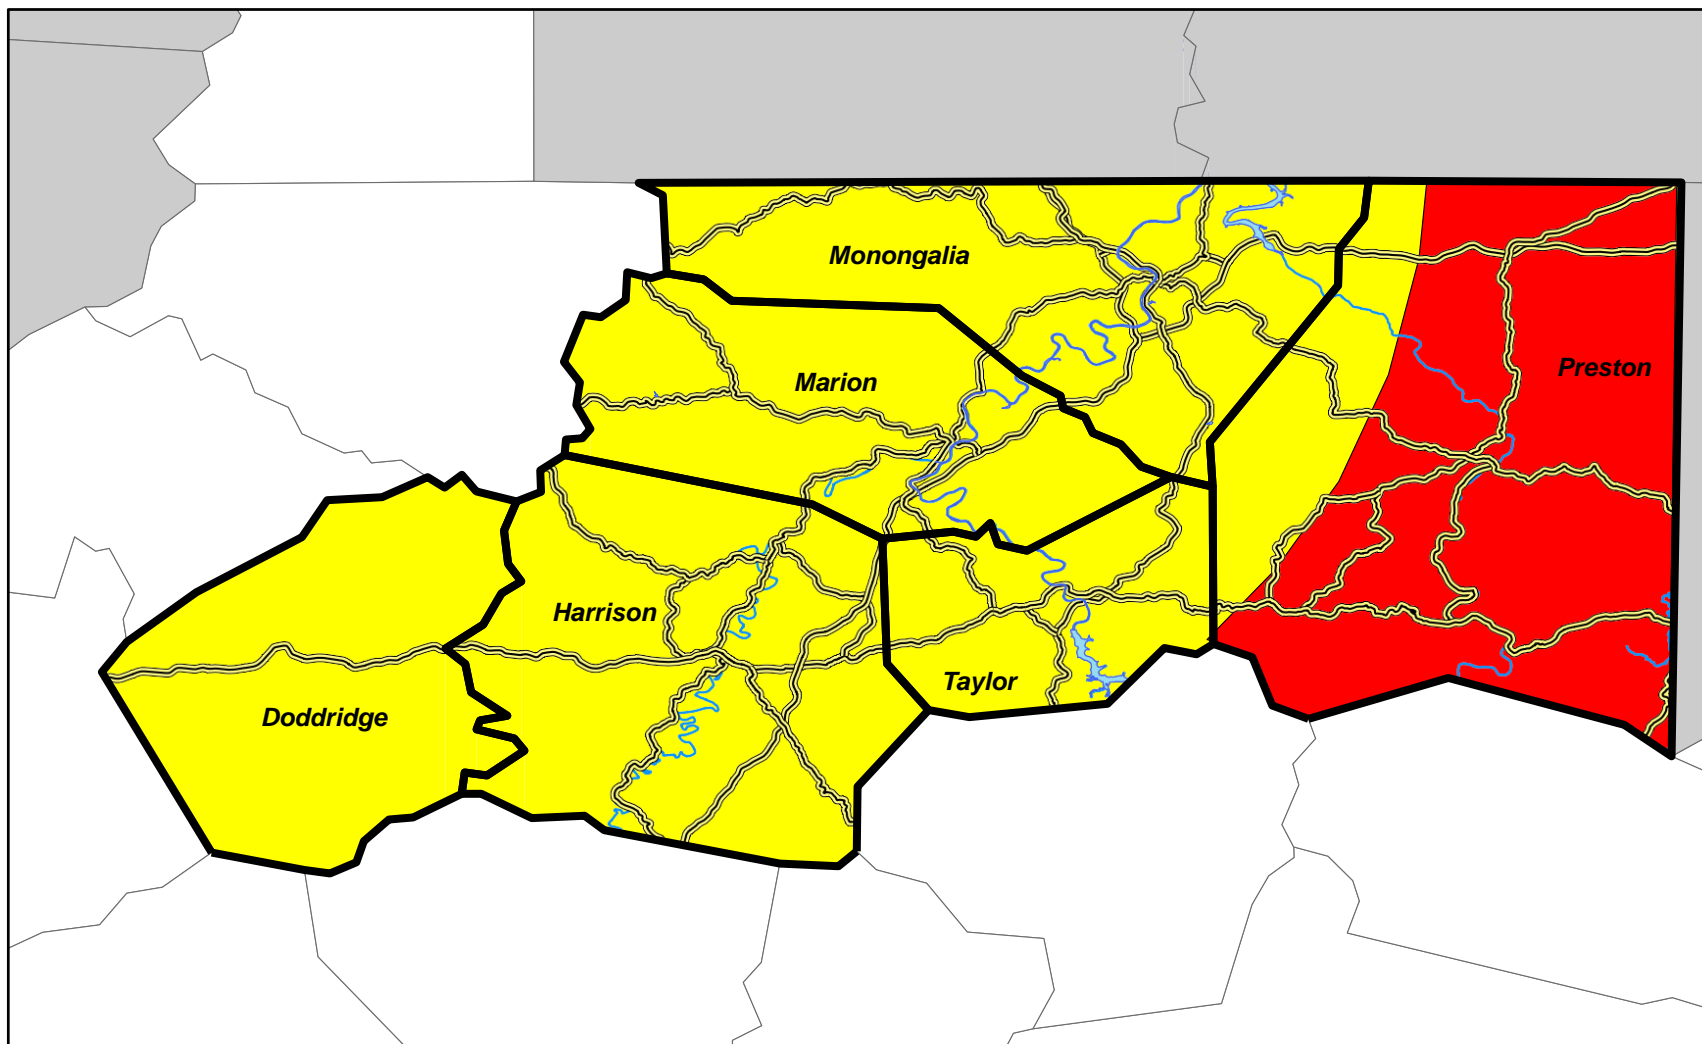 Monongalia
Preston
Marion
Harrison
Taylor
Doddridge